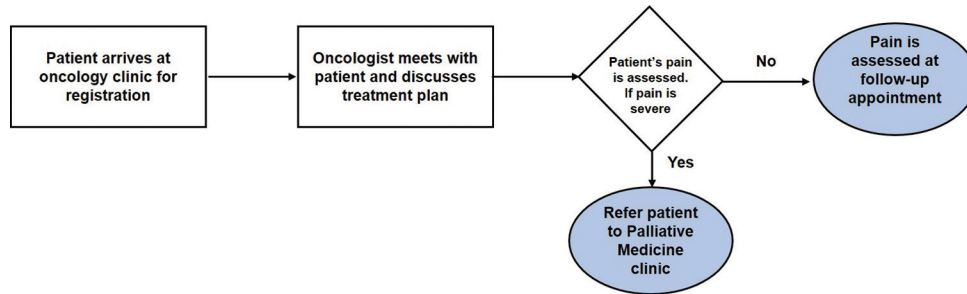 Patient arrives at
oncology clinic for
registration
Oncologist meets with
patient and discusses
treatment plan
Patient's pain
is assessed.
If pain is
severe
No
Pain is
assessed at
follow-up
appointment
Yes
Refer patient
to Palliative
Medicine
clinic